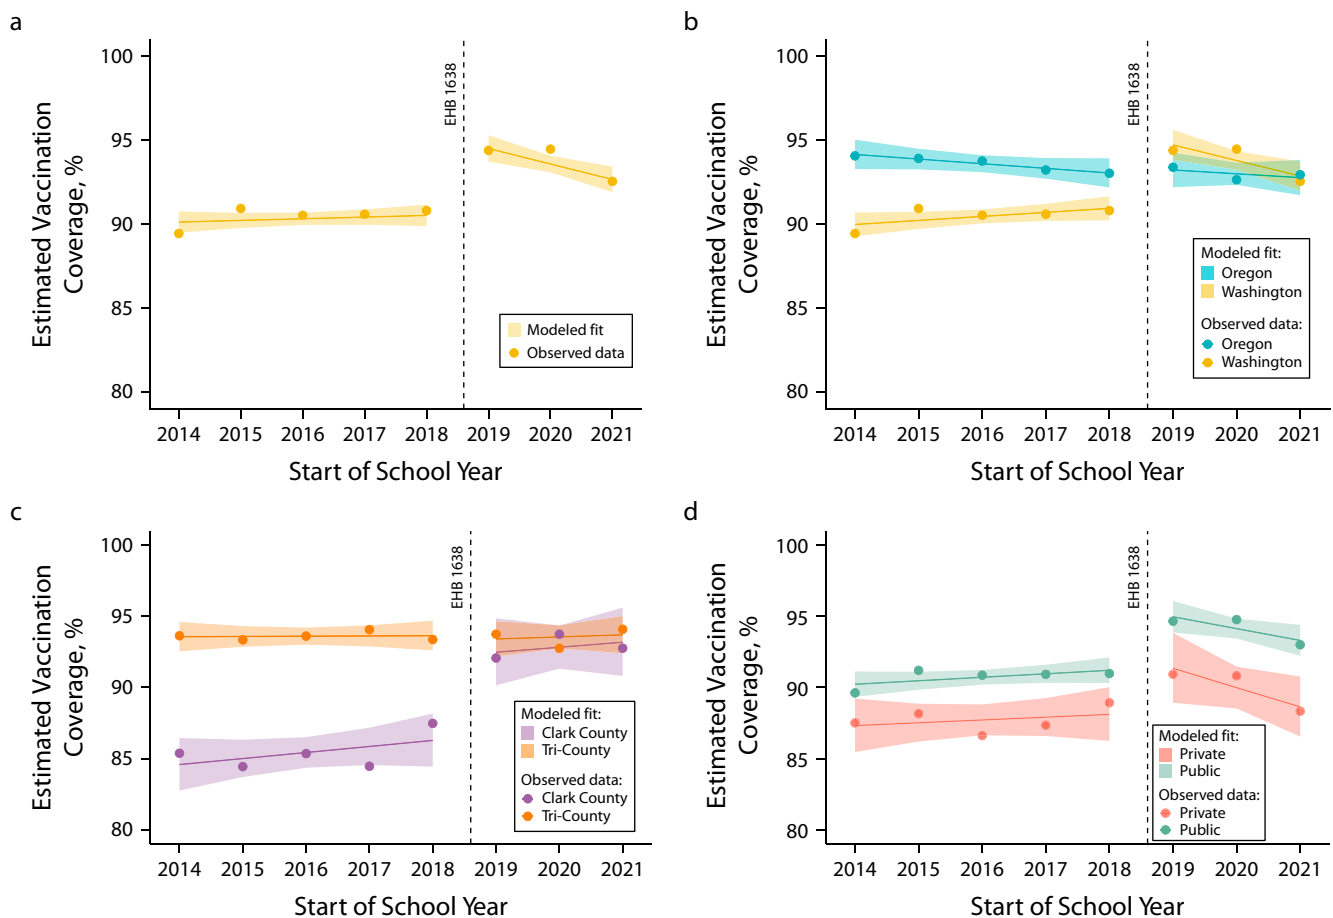 a
Estimated Vaccination
Coverage, %
100
95
90
85
80
EHB 1638
Modeled fit
Observed data
2014 2015 2016 2017 2018 2019 2020 2021
Start of School Year
b
Estimated Vaccination
Coverage, %
100
95
90
85
80
EHB 1638
Modeled fit:
Oregon
Washington
Observed data:
Oregon
Washington
2014 2015 2016 2017 2018 2019 2020 2021
Start of School Year
c
Estimated Vaccination
Coverage, %
100
95
90
85
80
EHB 1638
Modeled fit:
Clark County
Tri-County
Observed data:
Clark County
Tri-County
2014 2015 2016 2017 2018 2019 2020 2021
Start of School Year
d
Estimated Vaccination
Coverage, %
100
95
90
85
80
EHB 1638
Modeled fit:
Private
Public
Observed data:
Private
Public
2014 2015 2016 2017 2018 2019 2020 2021
Start of School Year